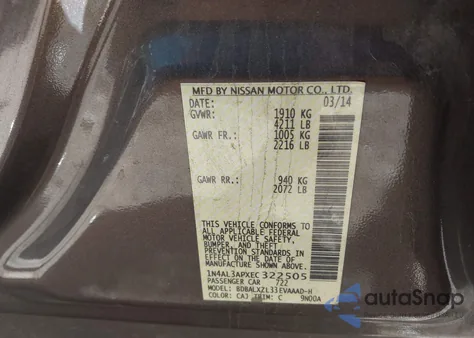 MFD BY NISSAN MOTOR CO., LTD.
DATE: 03/14
GVWR: 1910 KG
4211 LB
GAWR FR.: 1005 KG
2216 LB
GAWR RR.: 940 KG
2072 LB
THIS VEHICLE CONFORMS TO
ALL APPLICABLE FEDERAL
MOTOR VEHICLE SAFETY,
BUMPER, AND THEFT
PREVENTION STANDARDS IN
EFFECT ON THE DATE OF
MANUFACTURE SHOWN ABOVE.
1N4AL3APXEC322505
PASSENGER CAR 722
BDBALXZL33EVAAAD-H
COLOR: CAJ TRIM: C 9N00A
autoSnap